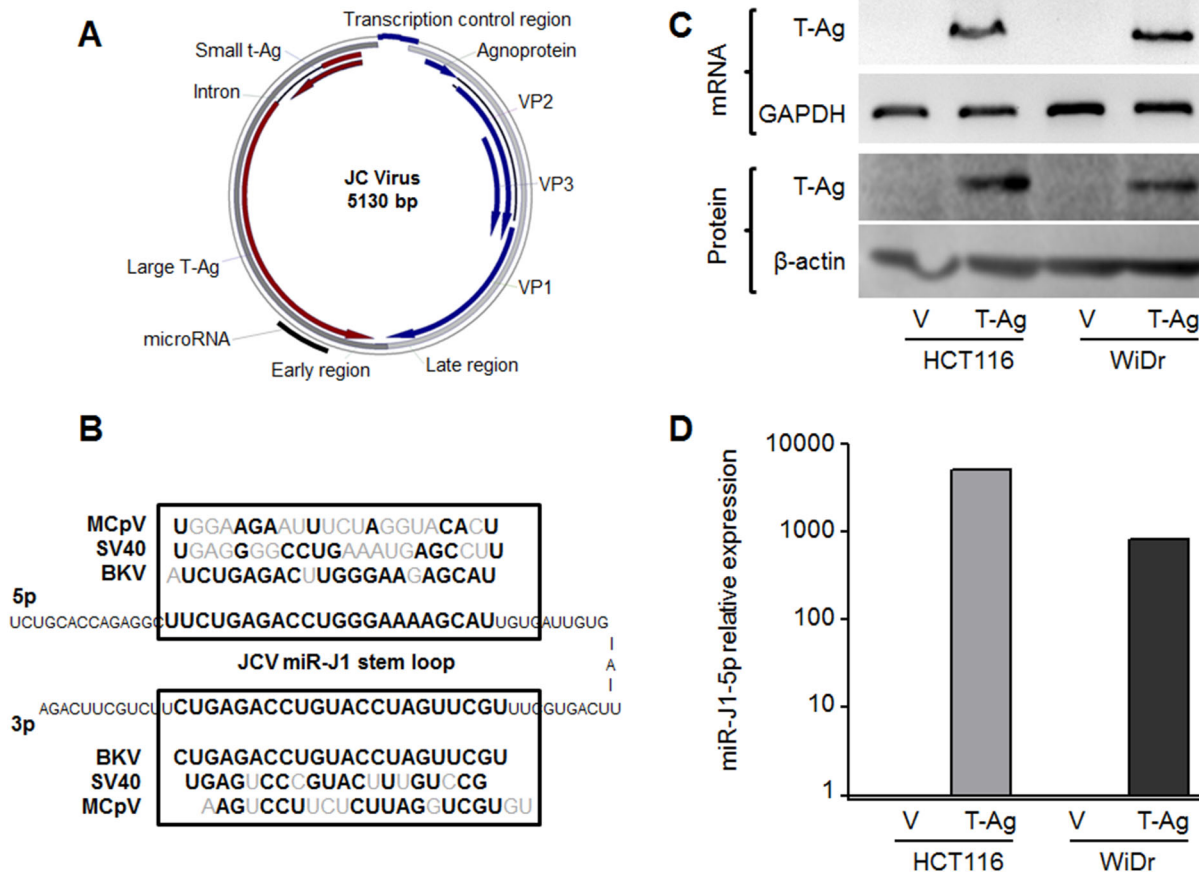 A
Transcription control region
Small t-Ag
Agnoprotein
Intron
VP2
JC Virus
5130 bp
VP3
Large T-Ag
VP1
microRNA
Early region
Late region
B
MCpV UGGAAGAAUUUCUAGGUACACU
SV40 UGAGGGGCCUGAAAUGAGCCUU
BKV AUCUGAGACUUGGGAAGAGCAU
5p
UCUGCACCAGAGGCUUCUGAGACCUGGGAAAAGCAUUGUGAUUGUG
I
A
I
JCV miR-J1 stem loop
AGACUUCGUCUUCUGAGACCUGUACCUAGUUCGUUUCGUGACUU
3p
BKV CUGAGACCUGUACCUAGUUCGU
SV40 UGAGUCCCGUACUUUGUCCG
MCpV AAGUCCUUCUCUUAGGUCGUGU
C
mRNA
T-Ag
GAPDH
Protein
T-Ag
β-actin
V T-Ag V T-Ag
HCT116 WiDr
D
miR-J1-5p relative expression
10000
1000
100
10
1
V T-Ag V T-Ag
HCT116 WiDr